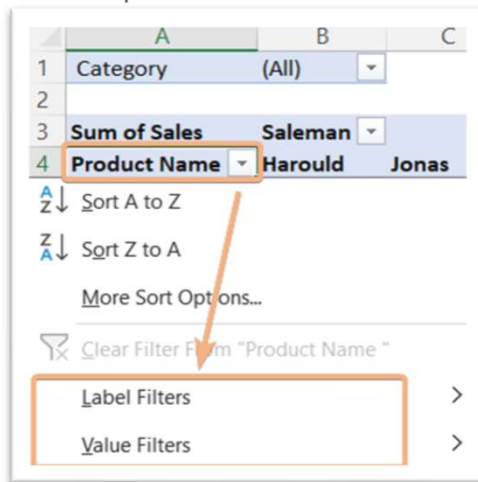 A B C
1 Category (All)
2
3 Sum of Sales Saleman
4 Product Name Harould Jonas
Sort A to Z
Sort Z to A
More Sort Options...
Clear Filter From "Product Name "
Label Filters
Value Filters